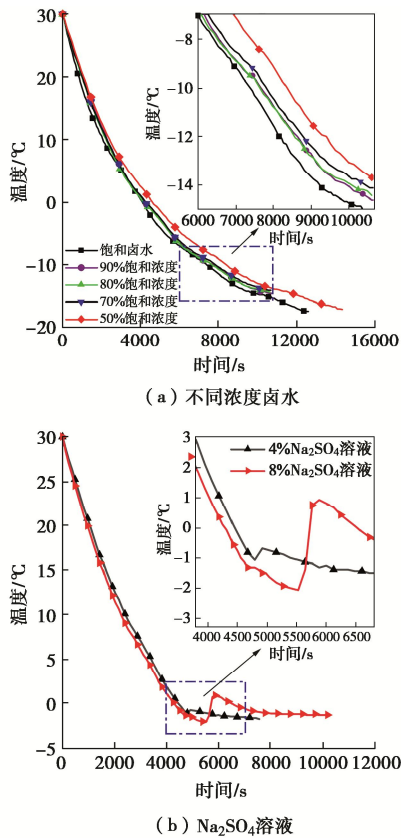 30
20
10
0
−10
−20
温度/℃
0 4000 8000 12000 16000
时间/s
饱和卤水
90%饱和浓度
80%饱和浓度
70%饱和浓度
50%饱和浓度
−8
−10
−12
−14
温度/℃
6000 7000 8000 9000 10000
时间/s
(a)不同浓度卤水
30
25
20
15
10
5
0
−5
温度/℃
0 2000 4000 6000 8000 10000 12000
时间/s
3
2
1
0
−1
−2
−3
温度/℃
4%Na₂SO₄溶液
8%Na₂SO₄溶液
4000 4500 5000 5500 6000 6500
时间/s
(b)Na₂SO₄溶液